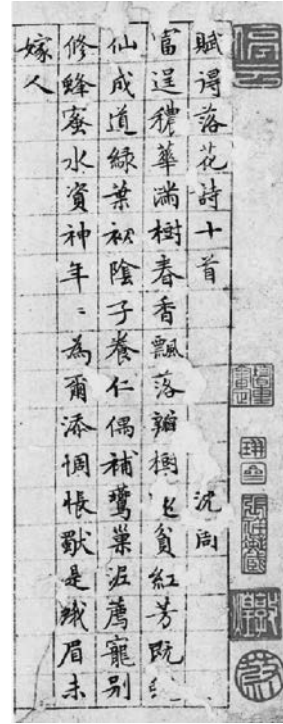 賦得落花詩十首 沈周
富逞穠華滿樹春香飄落瓣樹貧紅芳既
仙成道綠葉初陰子養仁偶補鶯巢泥薦寵别
修蜂蜜水資神年〻為爾添惆悵是蛾眉未
嫁人